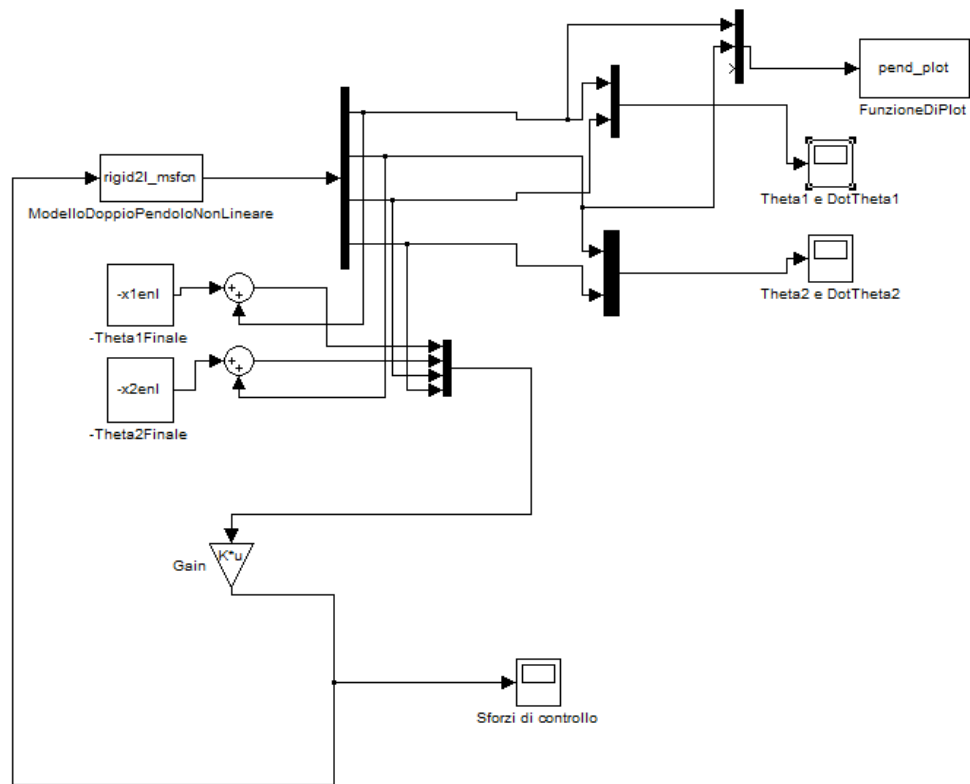 pend_plot
FunzioneDiPlot
rigid2l_msfcn
ModelloDoppioPendoloNonLineare
Theta1 e DotTheta1
Theta2 e DotTheta2
-x1enl
-Theta1Finale
+
+
-x2enl
-Theta2Finale
+
+
K*u
Gain
Sforzi di controllo